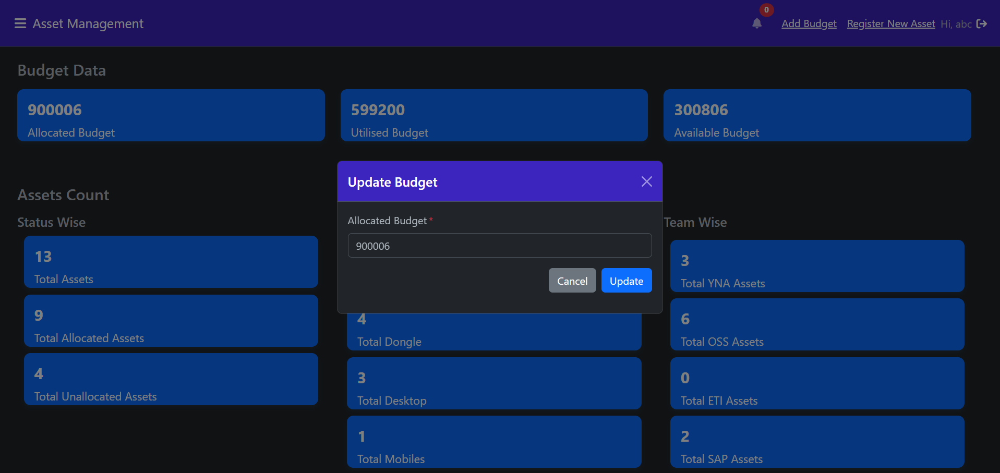 Asset Management
0
Add Budget
Register New Asset
Hi, abc
Budget Data
900006
Allocated Budget
599200
Utilised Budget
300806
Available Budget
Update Budget
Allocated Budget *
900006
Cancel
Update
Assets Count
Status Wise
13
Total Assets
9
Total Allocated Assets
4
Total Unallocated Assets
4
Total Dongle
3
Total Desktop
1
Total Mobiles
Team Wise
3
Total YNA Assets
6
Total OSS Assets
0
Total ETI Assets
2
Total SAP Assets